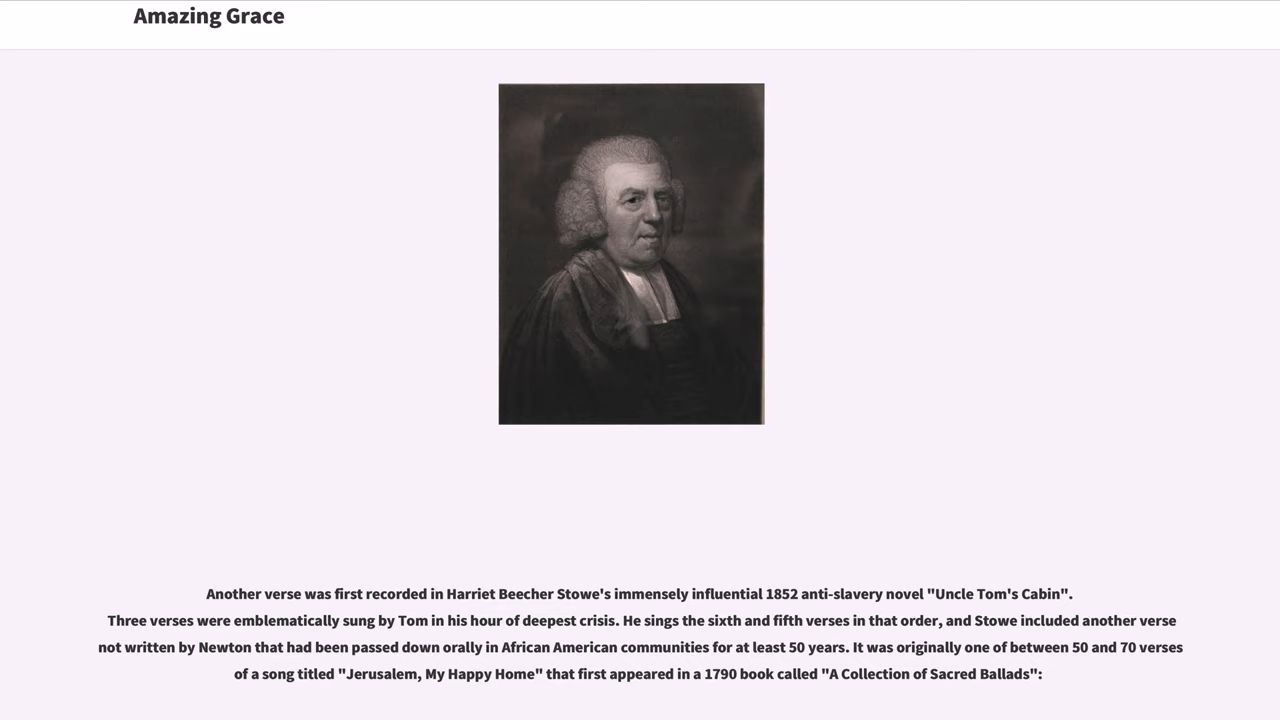 Amazing Grace
Another verse was first recorded in Harriet Beecher Stowe's immensely influential 1852 anti-slavery novel "Uncle Tom's Cabin".
Three verses were emblematically sung by Tom in his hour of deepest crisis. He sings the sixth and fifth verses in that order, and Stowe included another verse
not written by Newton that had been passed down orally in African American communities for at least 50 years. It was originally one of between 50 and 70 verses
of a song titled "Jerusalem, My Happy Home" that first appeared in a 1790 book called "A Collection of Sacred Ballads":